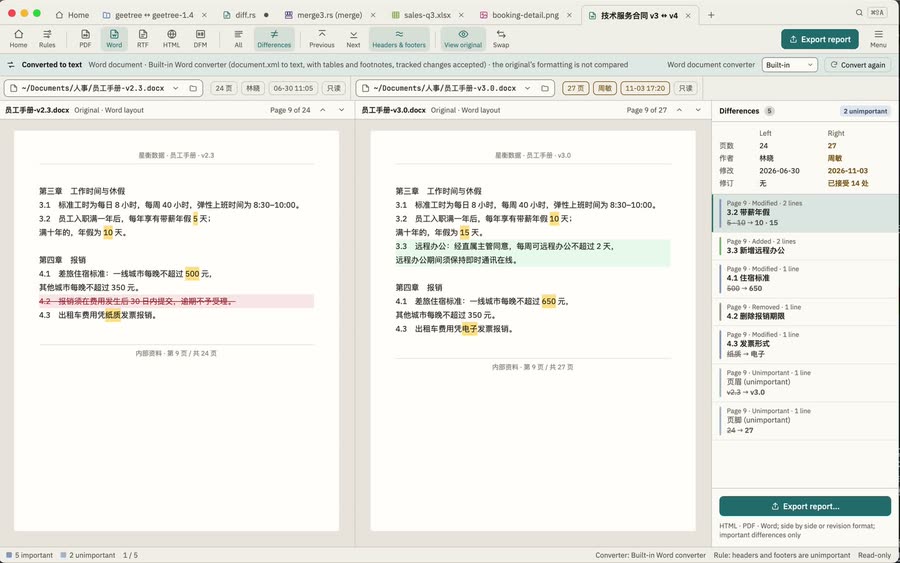 Home
geetree ↔ geetree-1.4
diff.rs
merge3.rs (merge)
sales-q3.xlsx
booking-detail.png
技术服务合同 v3 ↔ v4
Home
Rules
PDF
Word
RTF
HTML
DFM
All
Differences
Previous
Next
Headers & footers
View original
Swap
Export report
Menu
Converted to text Word document · Built-in Word converter (document.xml to text, with tables and footnotes, tracked changes accepted) · the original's formatting is not compared
Word document converter
Built-in
Convert again
~/Documents/人事/员工手册-v2.3.docx
24 页
林晓
06-30 11:05
只读
~/Documents/人事/员工手册-v3.0.docx
27 页
周敏
11-03 17:20
只读
员工手册-v2.3.docx Original · Word layout
Page 9 of 24
员工手册-v3.0.docx Original · Word layout
Page 9 of 27
星衡数据 · 员工手册 · v2.3
第三章 工作时间与休假
3.1 标准工时为每日 8 小时，每周 40 小时，弹性上班时间为 8:30–10:00。
3.2 员工入职满一年后，每年享有带薪年假 5 天；
满十年的，年假为 10 天。
第四章 报销
4.1 差旅住宿标准：一线城市每晚不超过 500 元，
其他城市每晚不超过 350 元。
4.2 报销须在费用发生后 30 日内提交，逾期不予受理。
4.3 出租车费用凭纸质发票报销。
内部资料 · 第 9 页 / 共 24 页
星衡数据 · 员工手册 · v3.0
第三章 工作时间与休假
3.1 标准工时为每日 8 小时，每周 40 小时，弹性上班时间为 8:30–10:00。
3.2 员工入职满一年后，每年享有带薪年假 10 天；
满十年的，年假为 15 天。
3.3 远程办公：经直属主管同意，每周可远程办公不超过 2 天，
远程办公期间须保持即时通讯在线。
第四章 报销
4.1 差旅住宿标准：一线城市每晚不超过 650 元，
其他城市每晚不超过 350 元。
4.3 出租车费用凭电子发票报销。
内部资料 · 第 9 页 / 共 27 页
Differences 5
2 unimportant
Left Right
页数 24 27
作者 林晓 周敏
修改 2026-06-30 2026-11-03
修订 无 已接受 14 处
Page 9 · Modified · 2 lines
3.2 带薪年假
5 · 10 → 10 · 15
Page 9 · Added · 2 lines
3.3 新增远程办公
Page 9 · Modified · 1 line
4.1 住宿标准
500 → 650
Page 9 · Removed · 1 line
4.2 删除报销期限
Page 9 · Modified · 1 line
4.3 发票形式
纸质 → 电子
Page 9 · Unimportant · 1 line
页眉 (unimportant)
v2.3 → v3.0
Page 9 · Unimportant · 1 line
页脚 (unimportant)
24 → 27
Export report...
HTML · PDF · Word; side by side or revision format;
important differences only
5 important
2 unimportant
1 / 5
Converter: Built-in Word converter
Rule: headers and footers are unimportant
Read-only